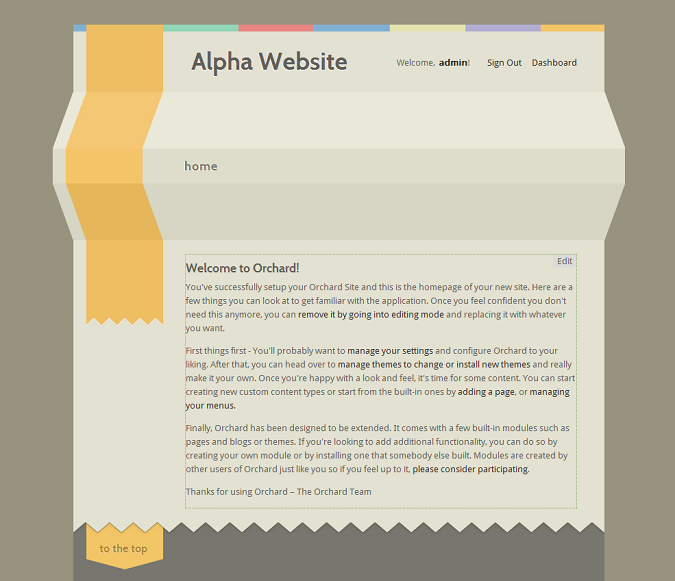 Alpha Website
Welcome, admin! Sign Out Dashboard
home
Edit
Welcome to Orchard!
You've successfully setup your Orchard Site and this is the homepage of your new site. Here are a
few things you can look at to get familiar with the application. Once you feel confident you don't
need this anymore, you can remove it by going into editing mode and replacing it with whatever
you want.
First things first - You'll probably want to manage your settings and configure Orchard to your
liking. After that, you can head over to manage themes to change or install new themes and really
make it your own. Once you're happy with a look and feel, it's time for some content. You can start
creating new custom content types or start from the built-in ones by adding a page, or managing
your menus.
Finally, Orchard has been designed to be extended. It comes with a few built-in modules such as
pages and blogs or themes. If you're looking to add additional functionality, you can do so by
creating your own module or by installing one that somebody else built. Modules are created by
other users of Orchard just like you so if you feel up to it, please consider participating.
Thanks for using Orchard – The Orchard Team
to the top